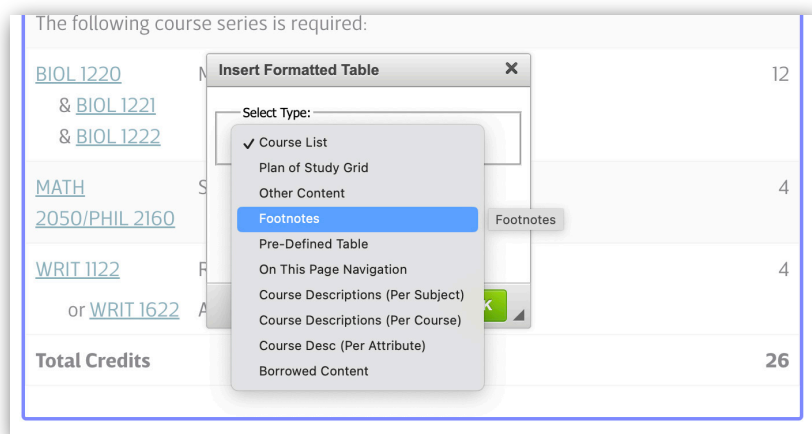 The following course series is required:
Insert Formatted Table
BIOL 1220 M 12
& BIOL 1221
& BIOL 1222
Select Type:
✓ Course List
Plan of Study Grid
Other Content
Footnotes
Footnotes
Pre-Defined Table
On This Page Navigation
Course Descriptions (Per Subject)
Course Descriptions (Per Course)
Course Desc (Per Attribute)
Borrowed Content
MATH S 4
2050/PHIL 2160
WRIT 1122 R 4
or WRIT 1622 A
K
Total Credits 26